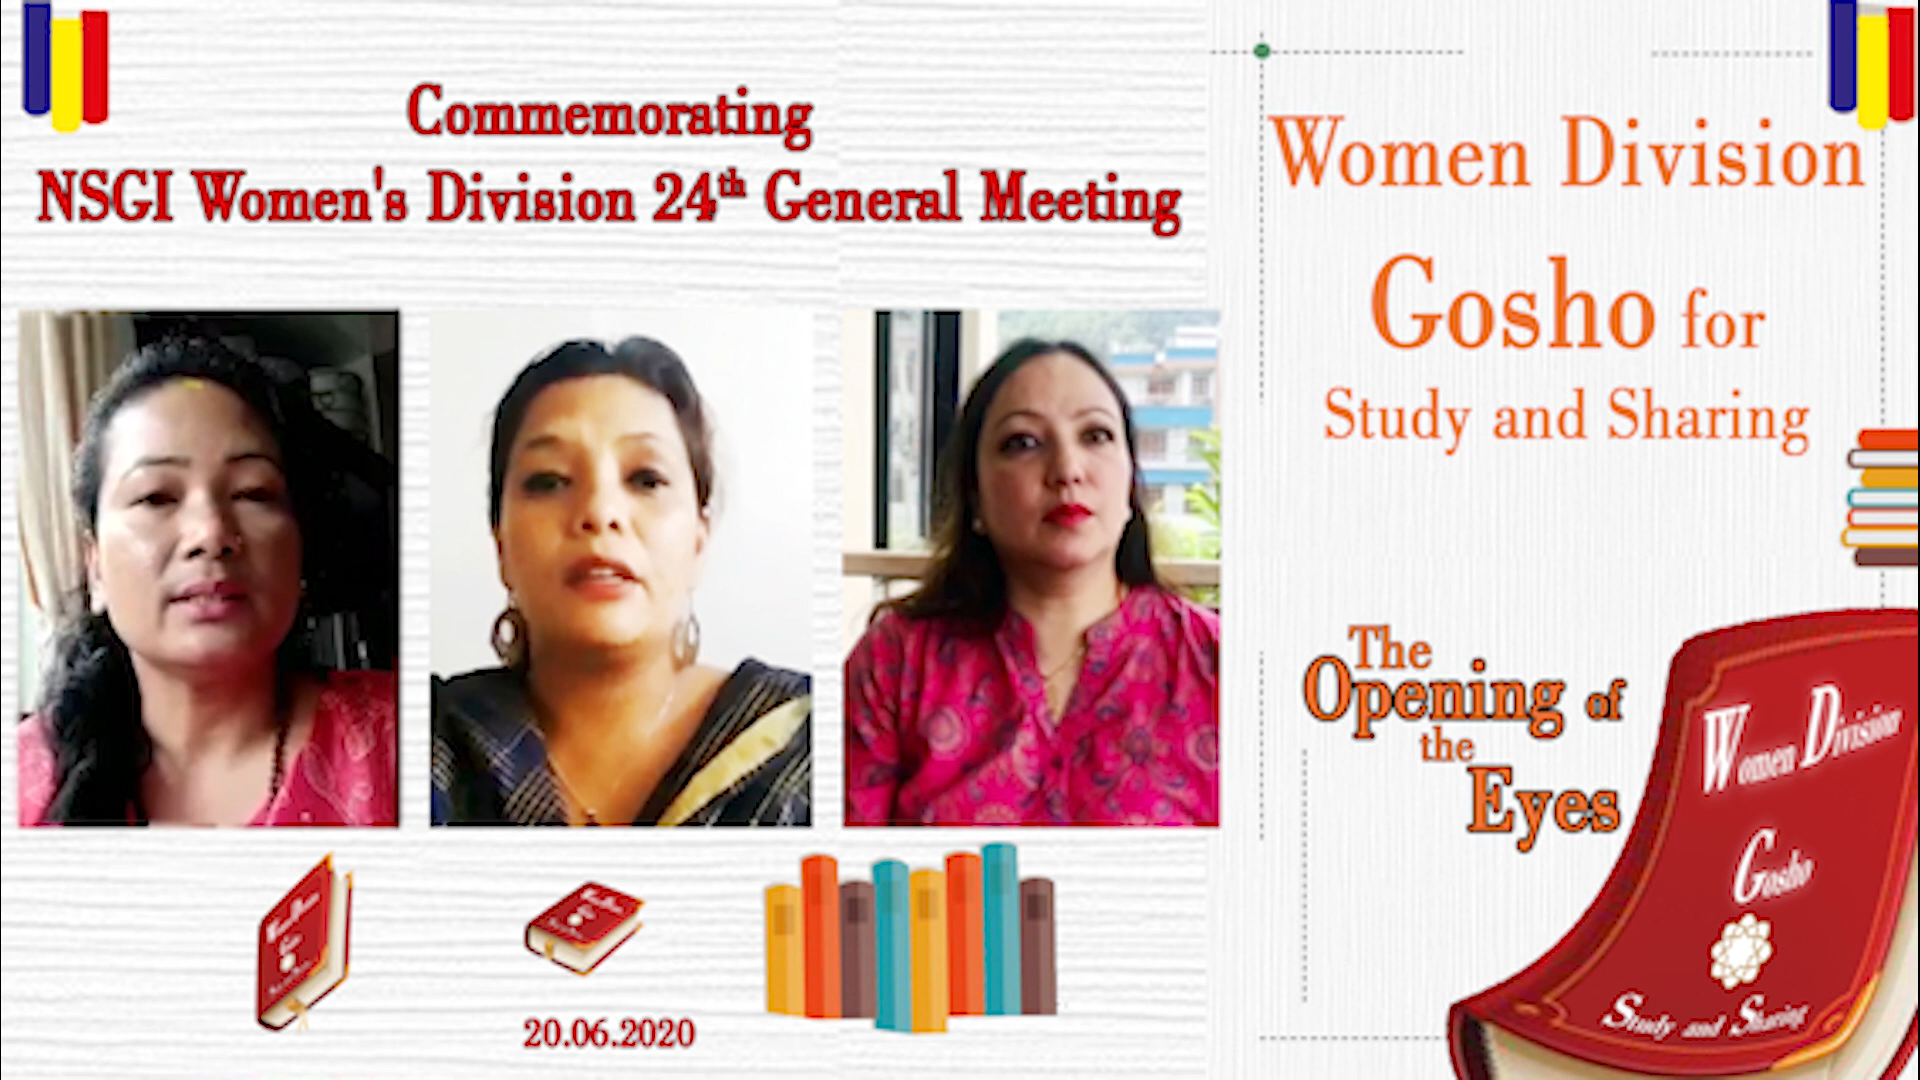 Commemorating
NSGI Women's Division 24th General Meeting
20.06.2020
Women Division
Gosho for
Study and Sharing
The
Opening of
the
Eyes
Women Division
Gosho
Study and Sharing